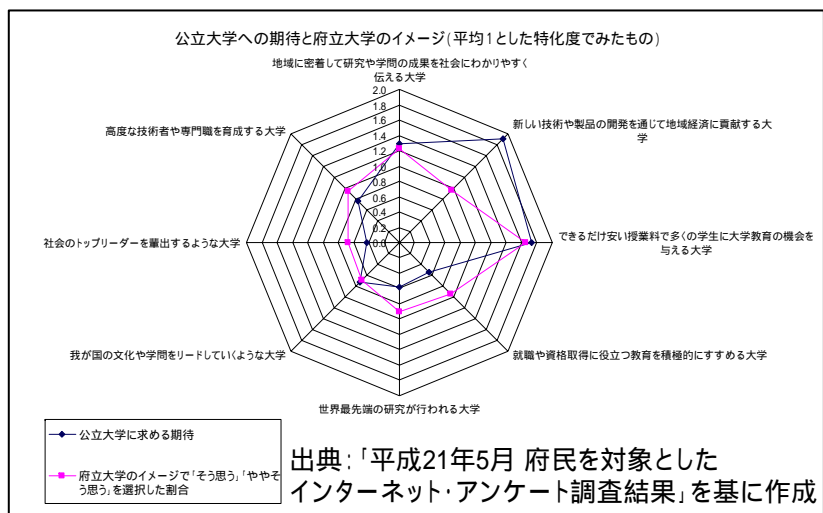 公立大学への期待と府立大学のイメージ(平均1とした特化度でみたもの)
地域に密着して研究や学問の成果を社会にわかりやすく
伝える大学
新しい技術や製品の開発を通じて地域経済に貢献する大
学
できるだけ安い授業料で多くの学生に大学教育の機会を
与える大学
就職や資格取得に役立つ教育を積極的にすすめる大学
世界最先端の研究が行われる大学
我が国の文化や学問をリードしていくような大学
社会のトップリーダーを輩出するような大学
高度な技術者や専門職を育成する大学
2.0
1.8
1.6
1.4
1.2
1.0
0.8
0.6
0.4
0.2
0.0
公立大学に求める期待
府立大学のイメージで「そう思う」「ややそ
う思う」を選択した割合
出典:「平成21年5月 府民を対象とした
インターネット・アンケート調査結果」を基に作成